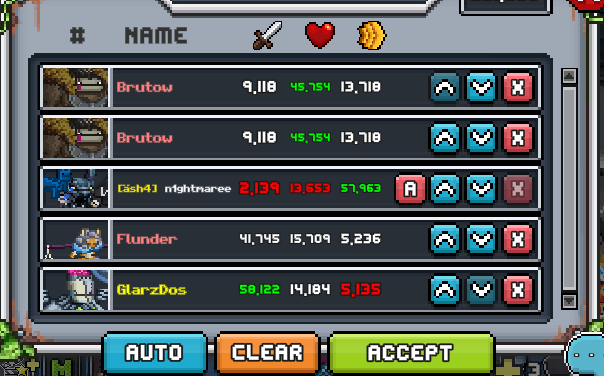 # NAME
Brutow 9,118 45,754 13,718 X
Brutow 9,118 45,754 13,718 X
[ash4] n1ghtmaree 2,139 13,653 57,963 A X
Flunder 41,745 15,709 5,236 X
GlarzDos 58,122 14,184 5,135 X
AUTO CLEAR ACCEPT
M 3